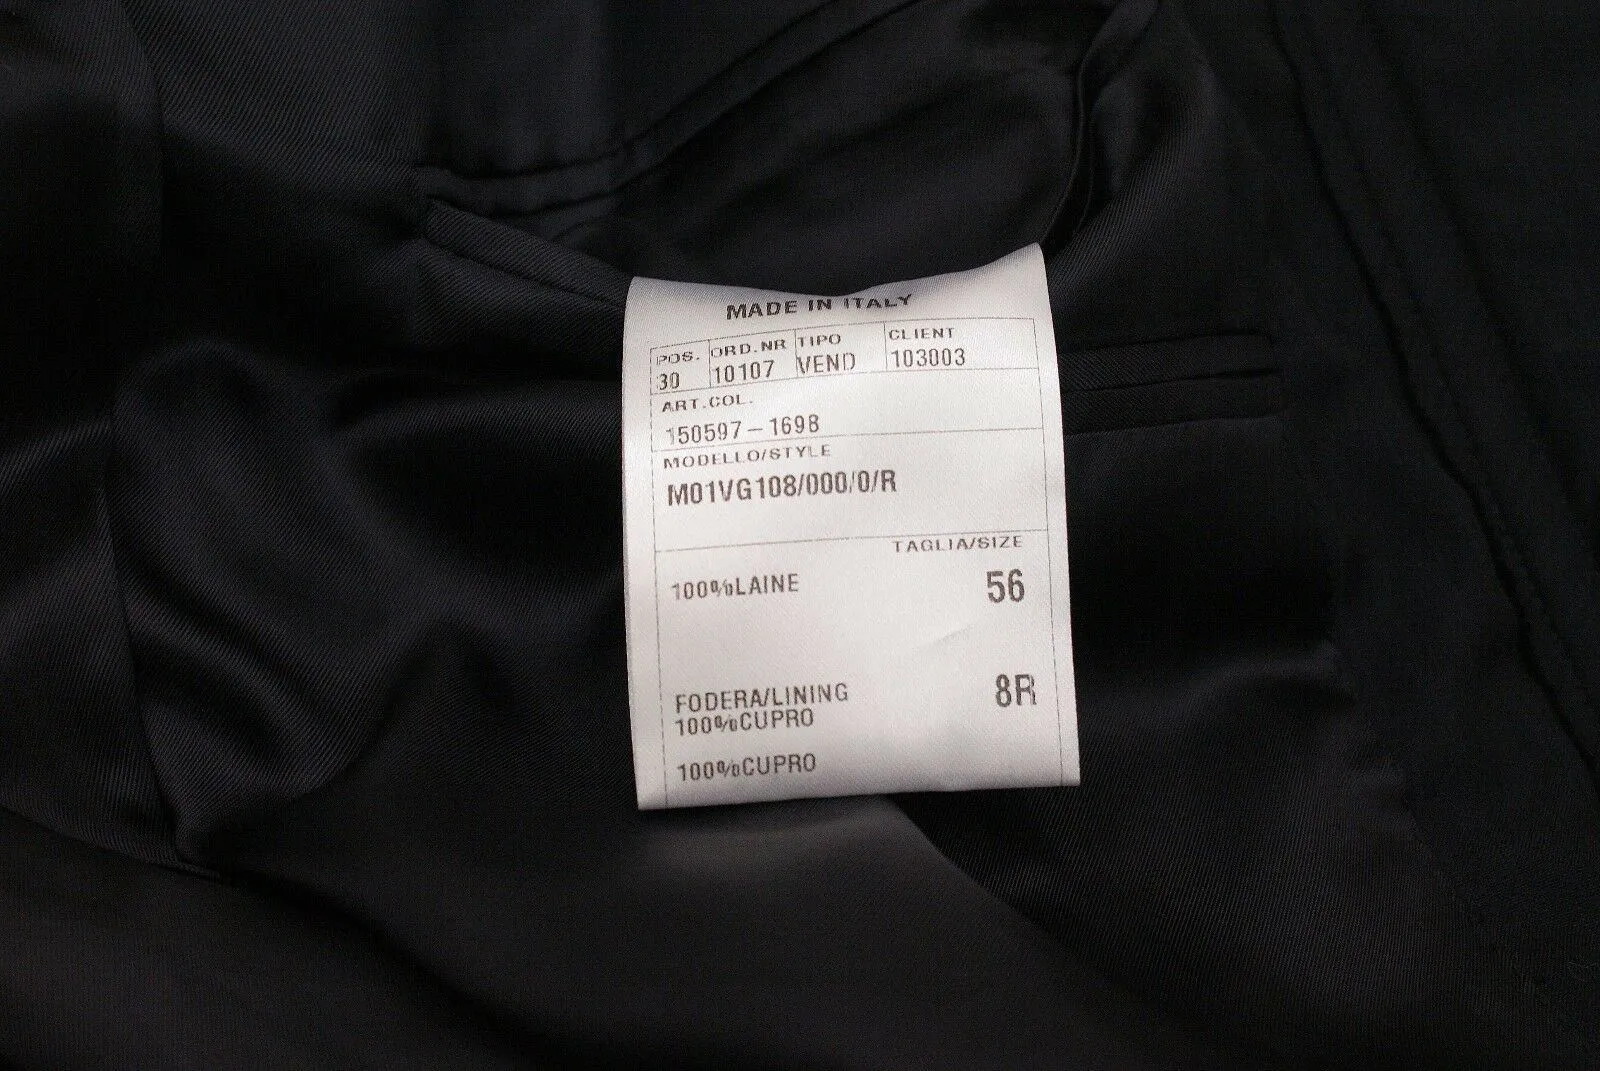 MADE IN ITALY
POS. ORD.NR TIPO CLIENT
30 10107 VEND 103003
ART.COL.
150597-1698
MODELLO/STYLE
M01VG108/000/0/R
TAGLIA/SIZE
100%LAINE 56
FODERA/LINING 8R
100%CUPRO
100%CUPRO